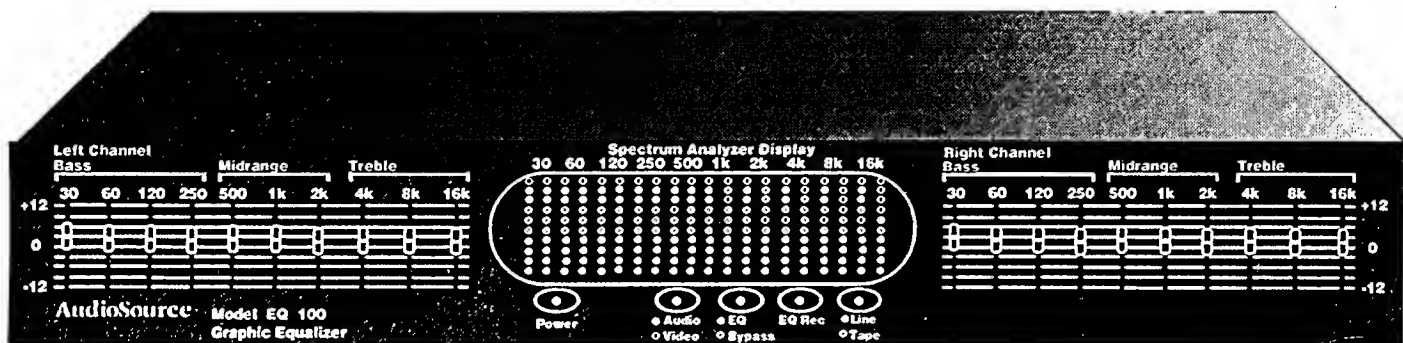 Left Channel
Bass Midrange Treble
30 60 120 250 500 1k 2k 4k 8k 16k
+12
0
-12
AudioSource Model EQ 100
Graphic Equalizer
Spectrum Analyzer Display
30 60 120 250 500 1k 2k 4k 8k 16k
Power
Audio
Video
EQ
Bypass
EQ Rec
Line
Tape
Right Channel
Bass Midrange Treble
30 60 120 250 500 1k 2k 4k 8k 16k
+12
0
-12